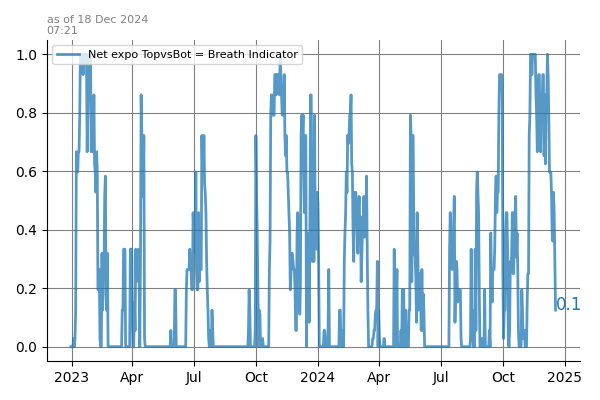 as of 18 Dec 2024
07:21
Net expo TopvsBot = Breath Indicator
1.0
0.8
0.6
0.4
0.2
0.0
0.1
2023 Apr Jul Oct 2024 Apr Jul Oct 2025